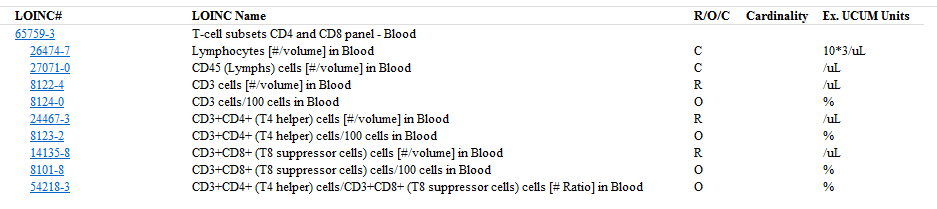 LOINC# LOINC Name R/O/C Cardinality Ex. UCUM Units
65759-3 T-cell subsets CD4 and CD8 panel - Blood
26474-7 Lymphocytes [#/volume] in Blood C 10*3/uL
27071-0 CD45 (Lymphs) cells [#/volume] in Blood C /uL
8122-4 CD3 cells [#/volume] in Blood R /uL
8124-0 CD3 cells/100 cells in Blood O %
24467-3 CD3+CD4+ (T4 helper) cells [#/volume] in Blood R /uL
8123-2 CD3+CD4+ (T4 helper) cells/100 cells in Blood O %
14135-8 CD3+CD8+ (T8 suppressor cells) cells [#/volume] in Blood R /uL
8101-8 CD3+CD8+ (T8 suppressor cells) cells/100 cells in Blood O %
54218-3 CD3+CD4+ (T4 helper) cells/CD3+CD8+ (T8 suppressor cells) cells [# Ratio] in Blood O %